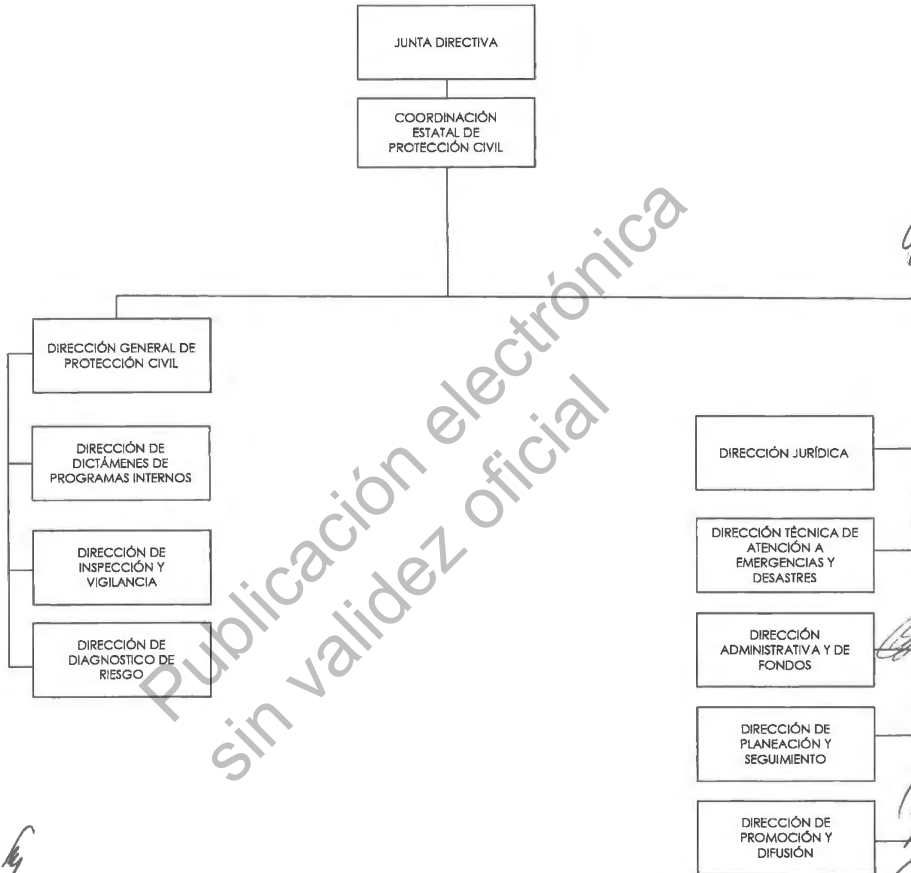 JUNTA DIRECTIVA
COORDINACIÓN
ESTATAL DE
PROTECCIÓN CIVIL
DIRECCIÓN GENERAL DE
PROTECCIÓN CIVIL
DIRECCIÓN DE
DICTÁMENES DE
PROGRAMAS INTERNOS
DIRECCIÓN DE
INSPECCIÓN Y
VIGILANCIA
DIRECCIÓN DE
DIAGNOSTICO DE
RIESGO
DIRECCIÓN JURÍDICA
DIRECCIÓN TÉCNICA DE
ATENCIÓN A
EMERGENCIAS Y
DESASTRES
DIRECCIÓN
ADMINISTRATIVA Y DE
FONDOS
DIRECCIÓN DE
PLANEACIÓN Y
SEGUIMIENTO
DIRECCIÓN DE
PROMOCIÓN Y
DIFUSIÓN
Publicación electrónica
sin validez oficial